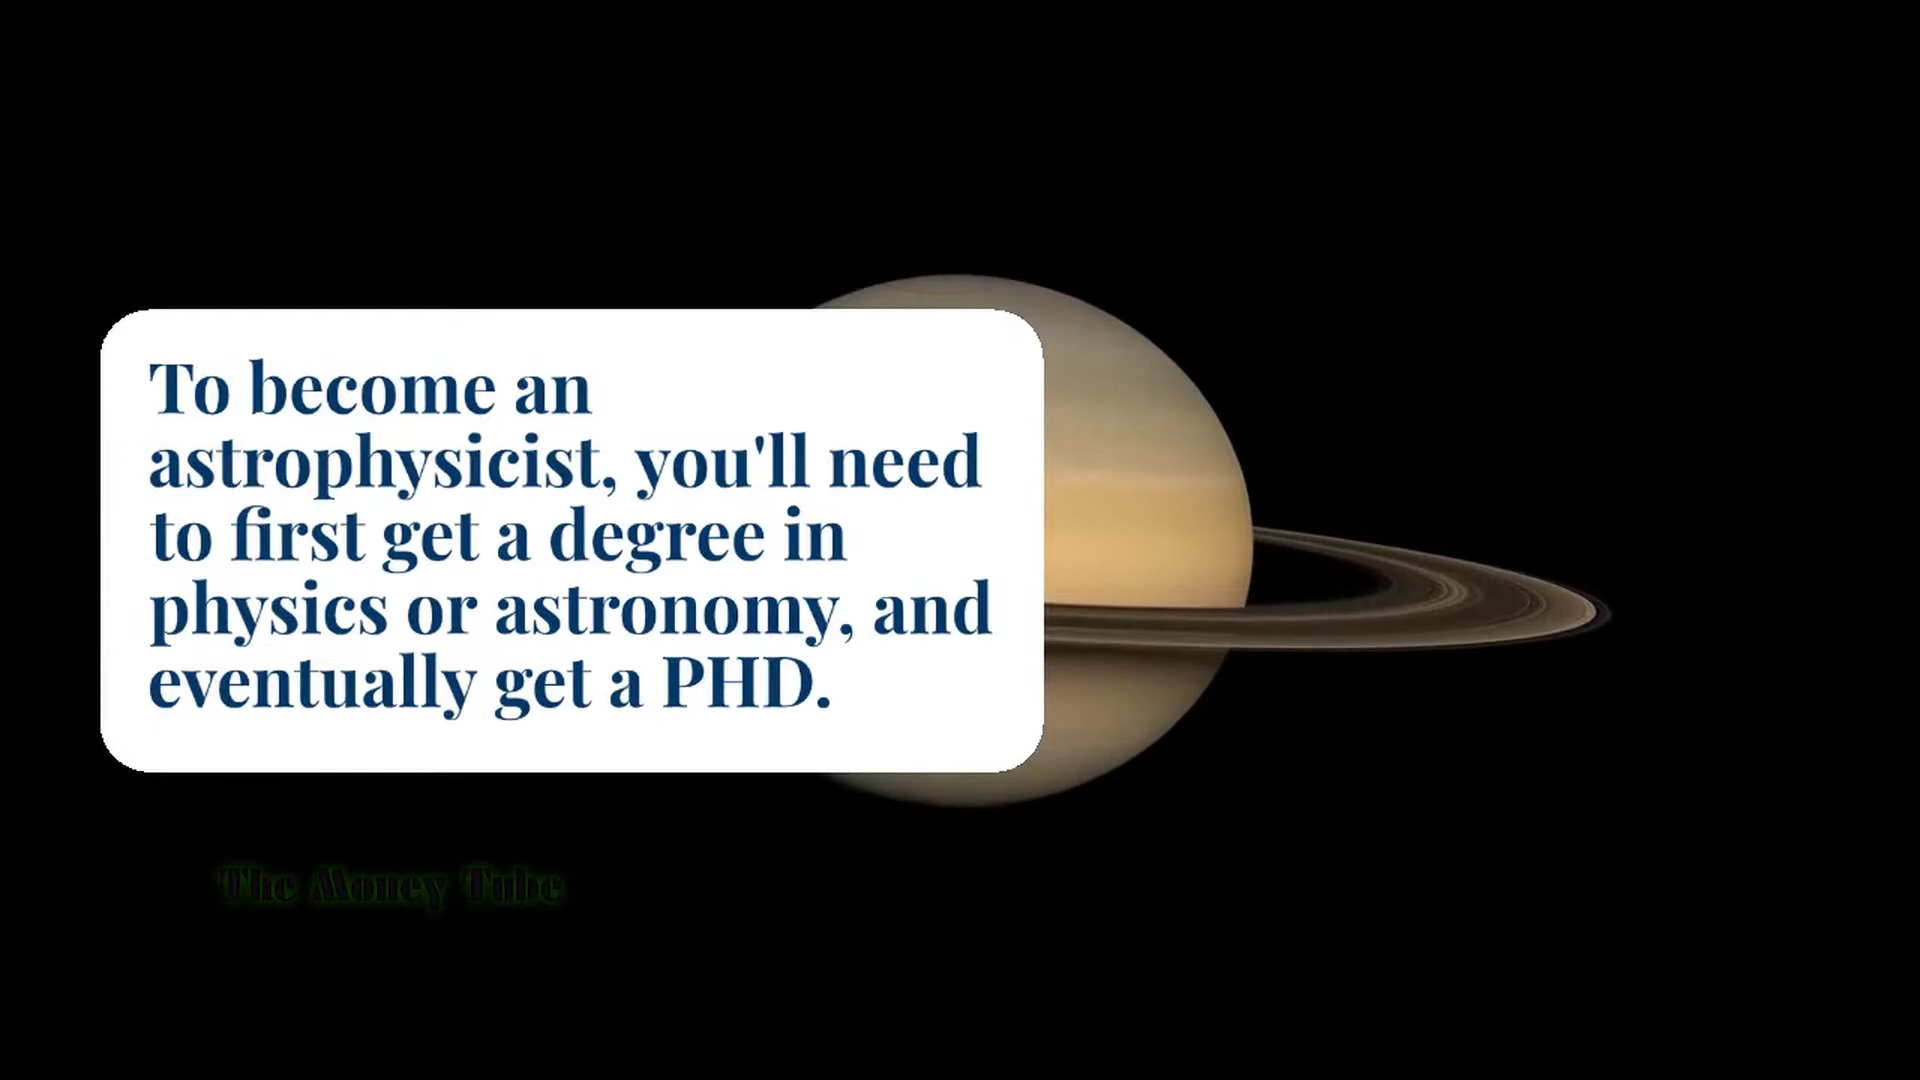 To become an
astrophysicist, you'll need
to first get a degree in
physics or astronomy, and
eventually get a PHD.
The Money Tube